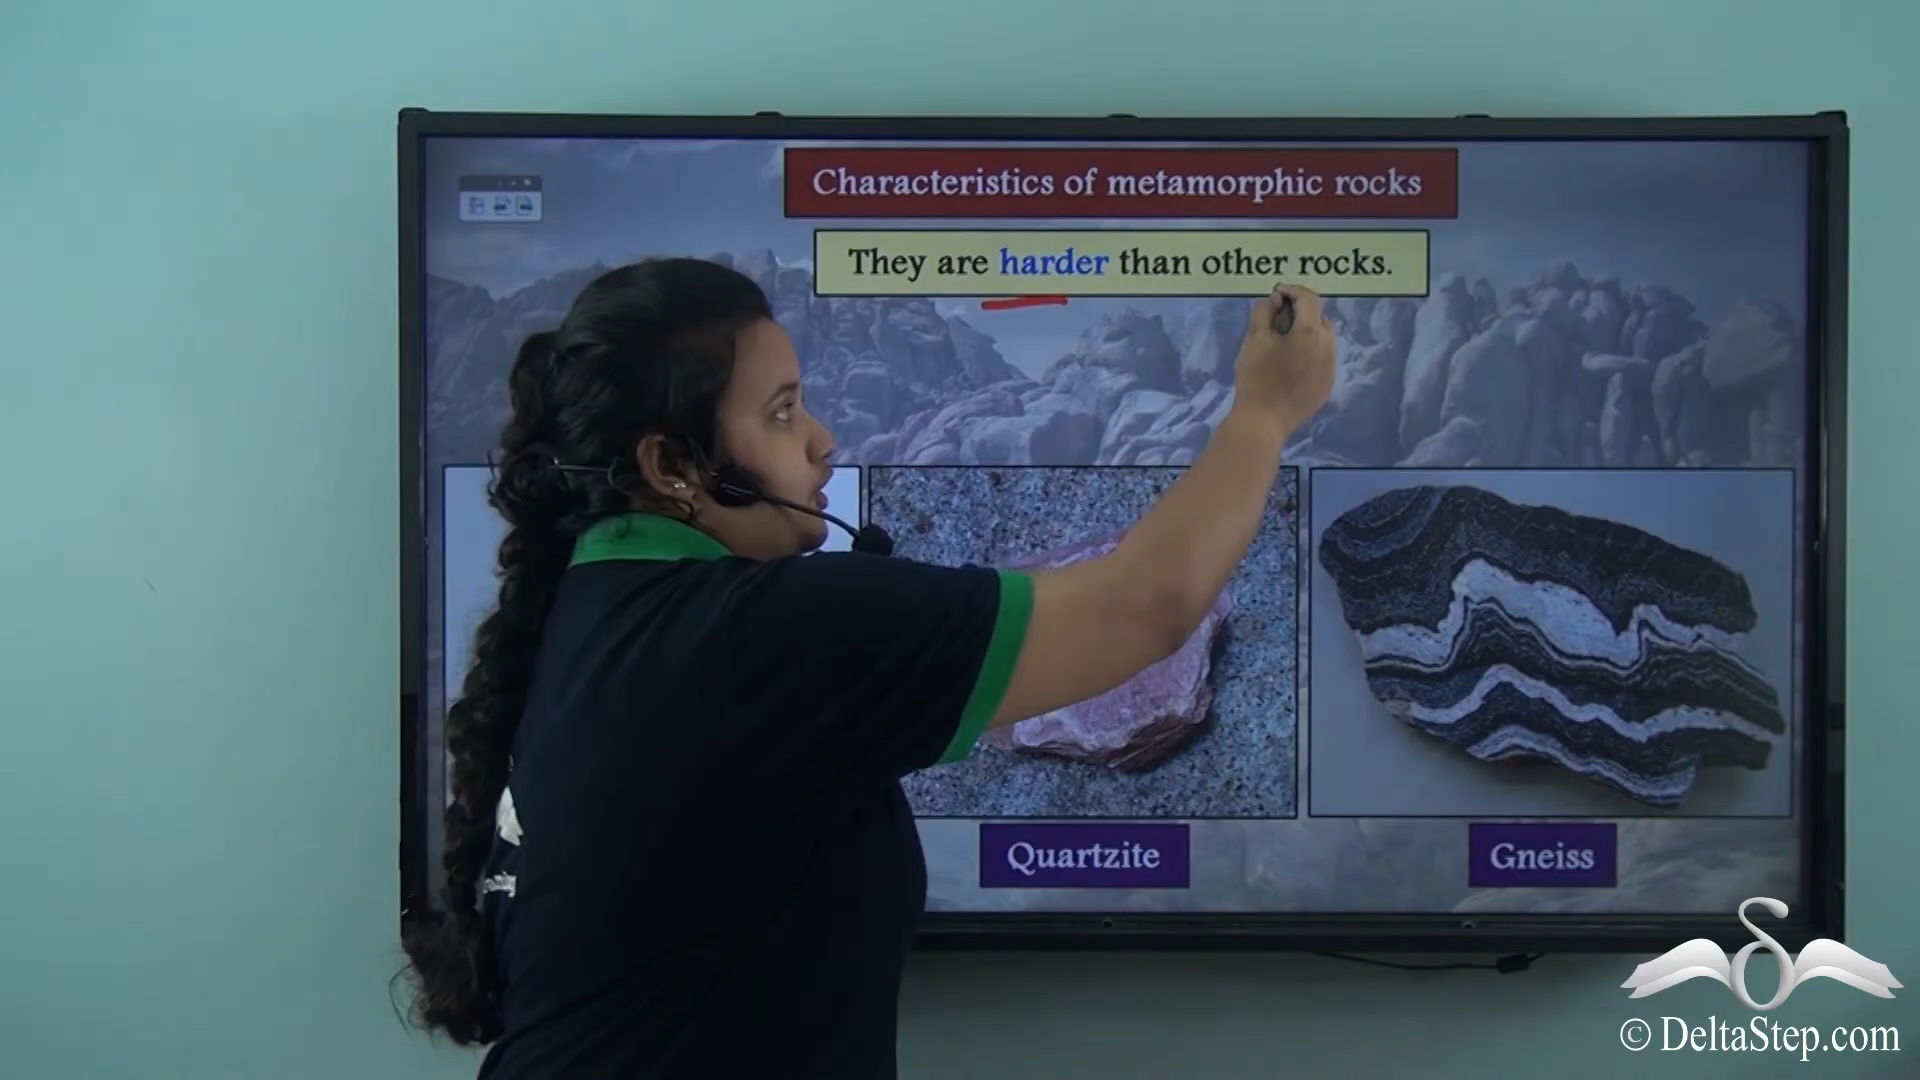 Characteristics of metamorphic rocks
They are harder than other rocks.
Quartzite
Gneiss
© DeltaStep.com